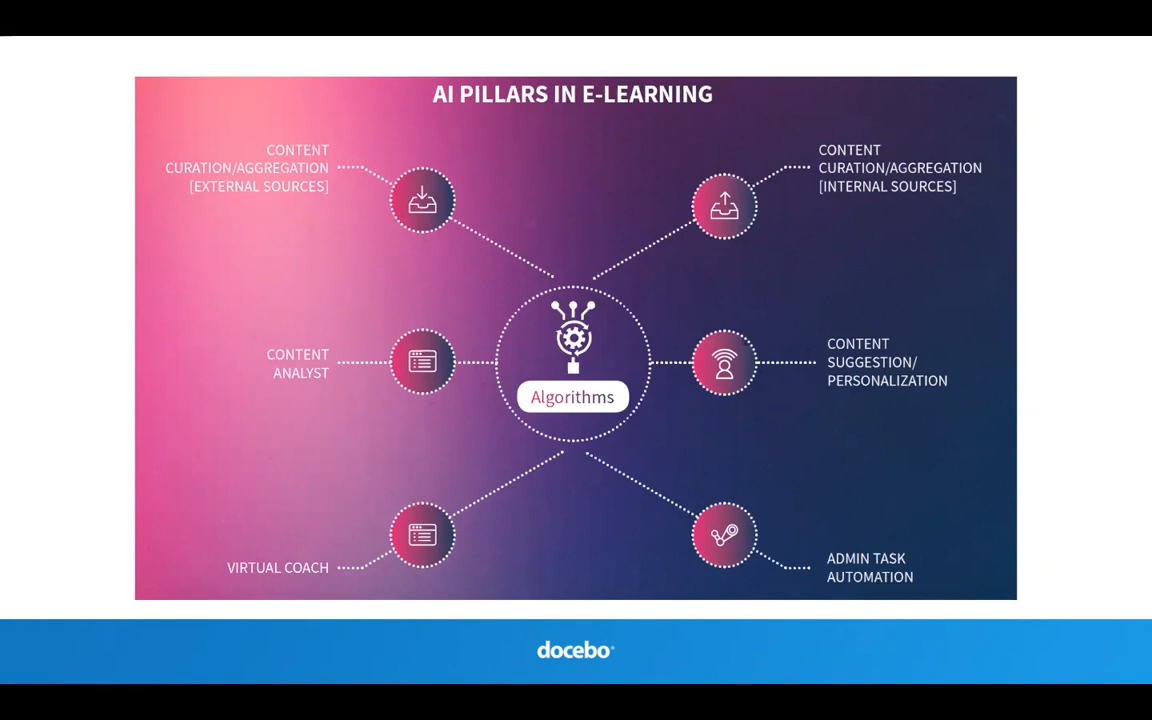 AI PILLARS IN E-LEARNING
CONTENT
CURATION/AGGREGATION
[EXTERNAL SOURCES]
CONTENT
CURATION/AGGREGATION
[INTERNAL SOURCES]
CONTENT
ANALYST
Algorithms
CONTENT
SUGGESTION/
PERSONALIZATION
VIRTUAL COACH
ADMIN TASK
AUTOMATION
docebo